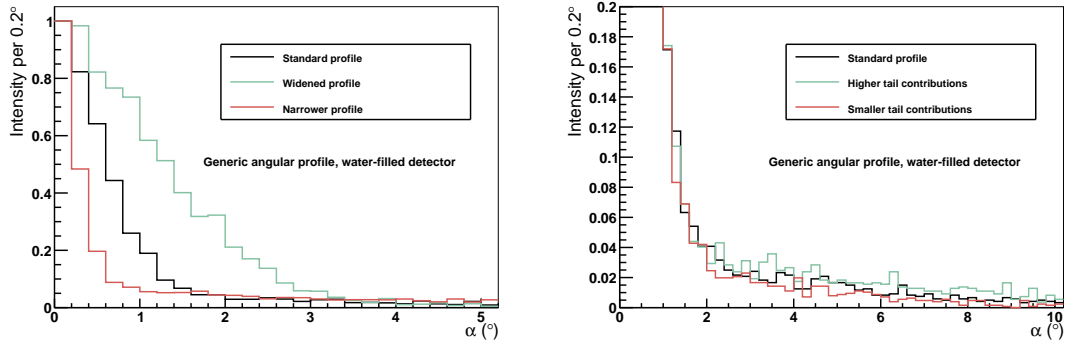 Intensity per 0.2°
1
0.8
0.6
0.4
0.2
0
Standard profile
Widened profile
Narrower profile
Generic angular profile, water-filled detector
0 1 2 3 4 5
α (°)
Intensity per 0.2°
0.2
0.18
0.16
0.14
0.12
0.1
0.08
0.06
0.04
0.02
0
Standard profile
Higher tail contributions
Smaller tail contributions
Generic angular profile, water-filled detector
0 2 4 6 8 10
α (°)